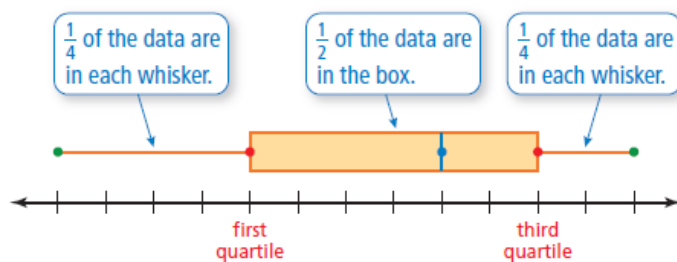 1/4 of the data are
in each whisker.
1/2 of the data are
in the box.
1/4 of the data are
in each whisker.
first
quartile
third
quartile